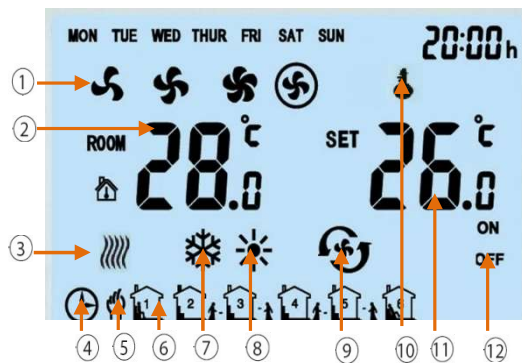 MON TUE WED THUR FRI SAT SUN 20:00h
①
② ROOM 28.0°C SET 26.0°C
③ ON
OFF
1 2 3 4 5 6
④ ⑤ ⑥ ⑦ ⑧ ⑨ ⑩ ⑪ ⑫